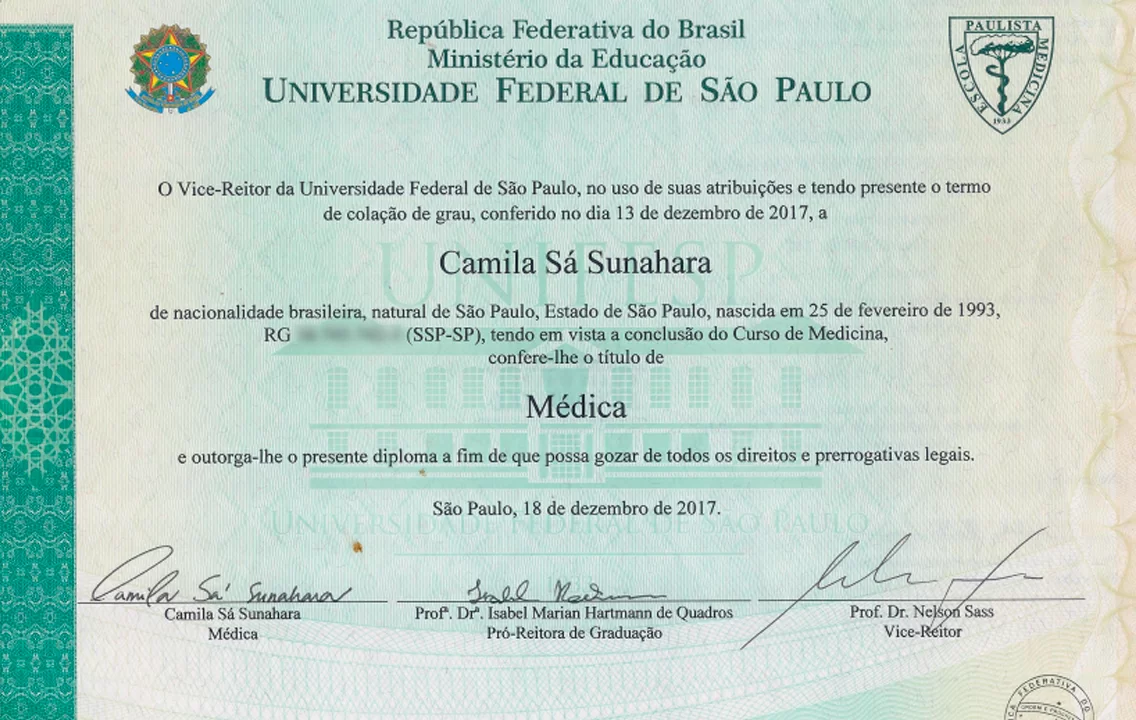 República Federativa do Brasil
Ministério da Educação
UNIVERSIDADE FEDERAL DE SÃO PAULO
PAULISTA
ESCOLA
MEDICINA
1933
O Vice-Reitor da Universidade Federal de São Paulo, no uso de suas atribuições e tendo presente o termo
de colação de grau, conferido no dia 13 de dezembro de 2017, a
UNIFESP
Camila Sá Sunahara
de nacionalidade brasileira, natural de São Paulo, Estado de São Paulo, nascida em 25 de fevereiro de 1993,
RG (SSP-SP), tendo em vista a conclusão do Curso de Medicina,
confere-lhe o título de
Médica
e outorga-lhe o presente diploma a fim de que possa gozar de todos os direitos e prerrogativas legais.
São Paulo, 18 de dezembro de 2017.
UNIVERSIDADE FEDERAL DE SÃO PAULO
Camila Sá Sunahara
Camila Sá Sunahara
Médica
Profª. Drª. Isabel Marian Hartmann de Quadros
Pró-Reitora de Graduação
Prof. Dr. Nelson Sass
Vice-Reitor
FEDERATIVA DO